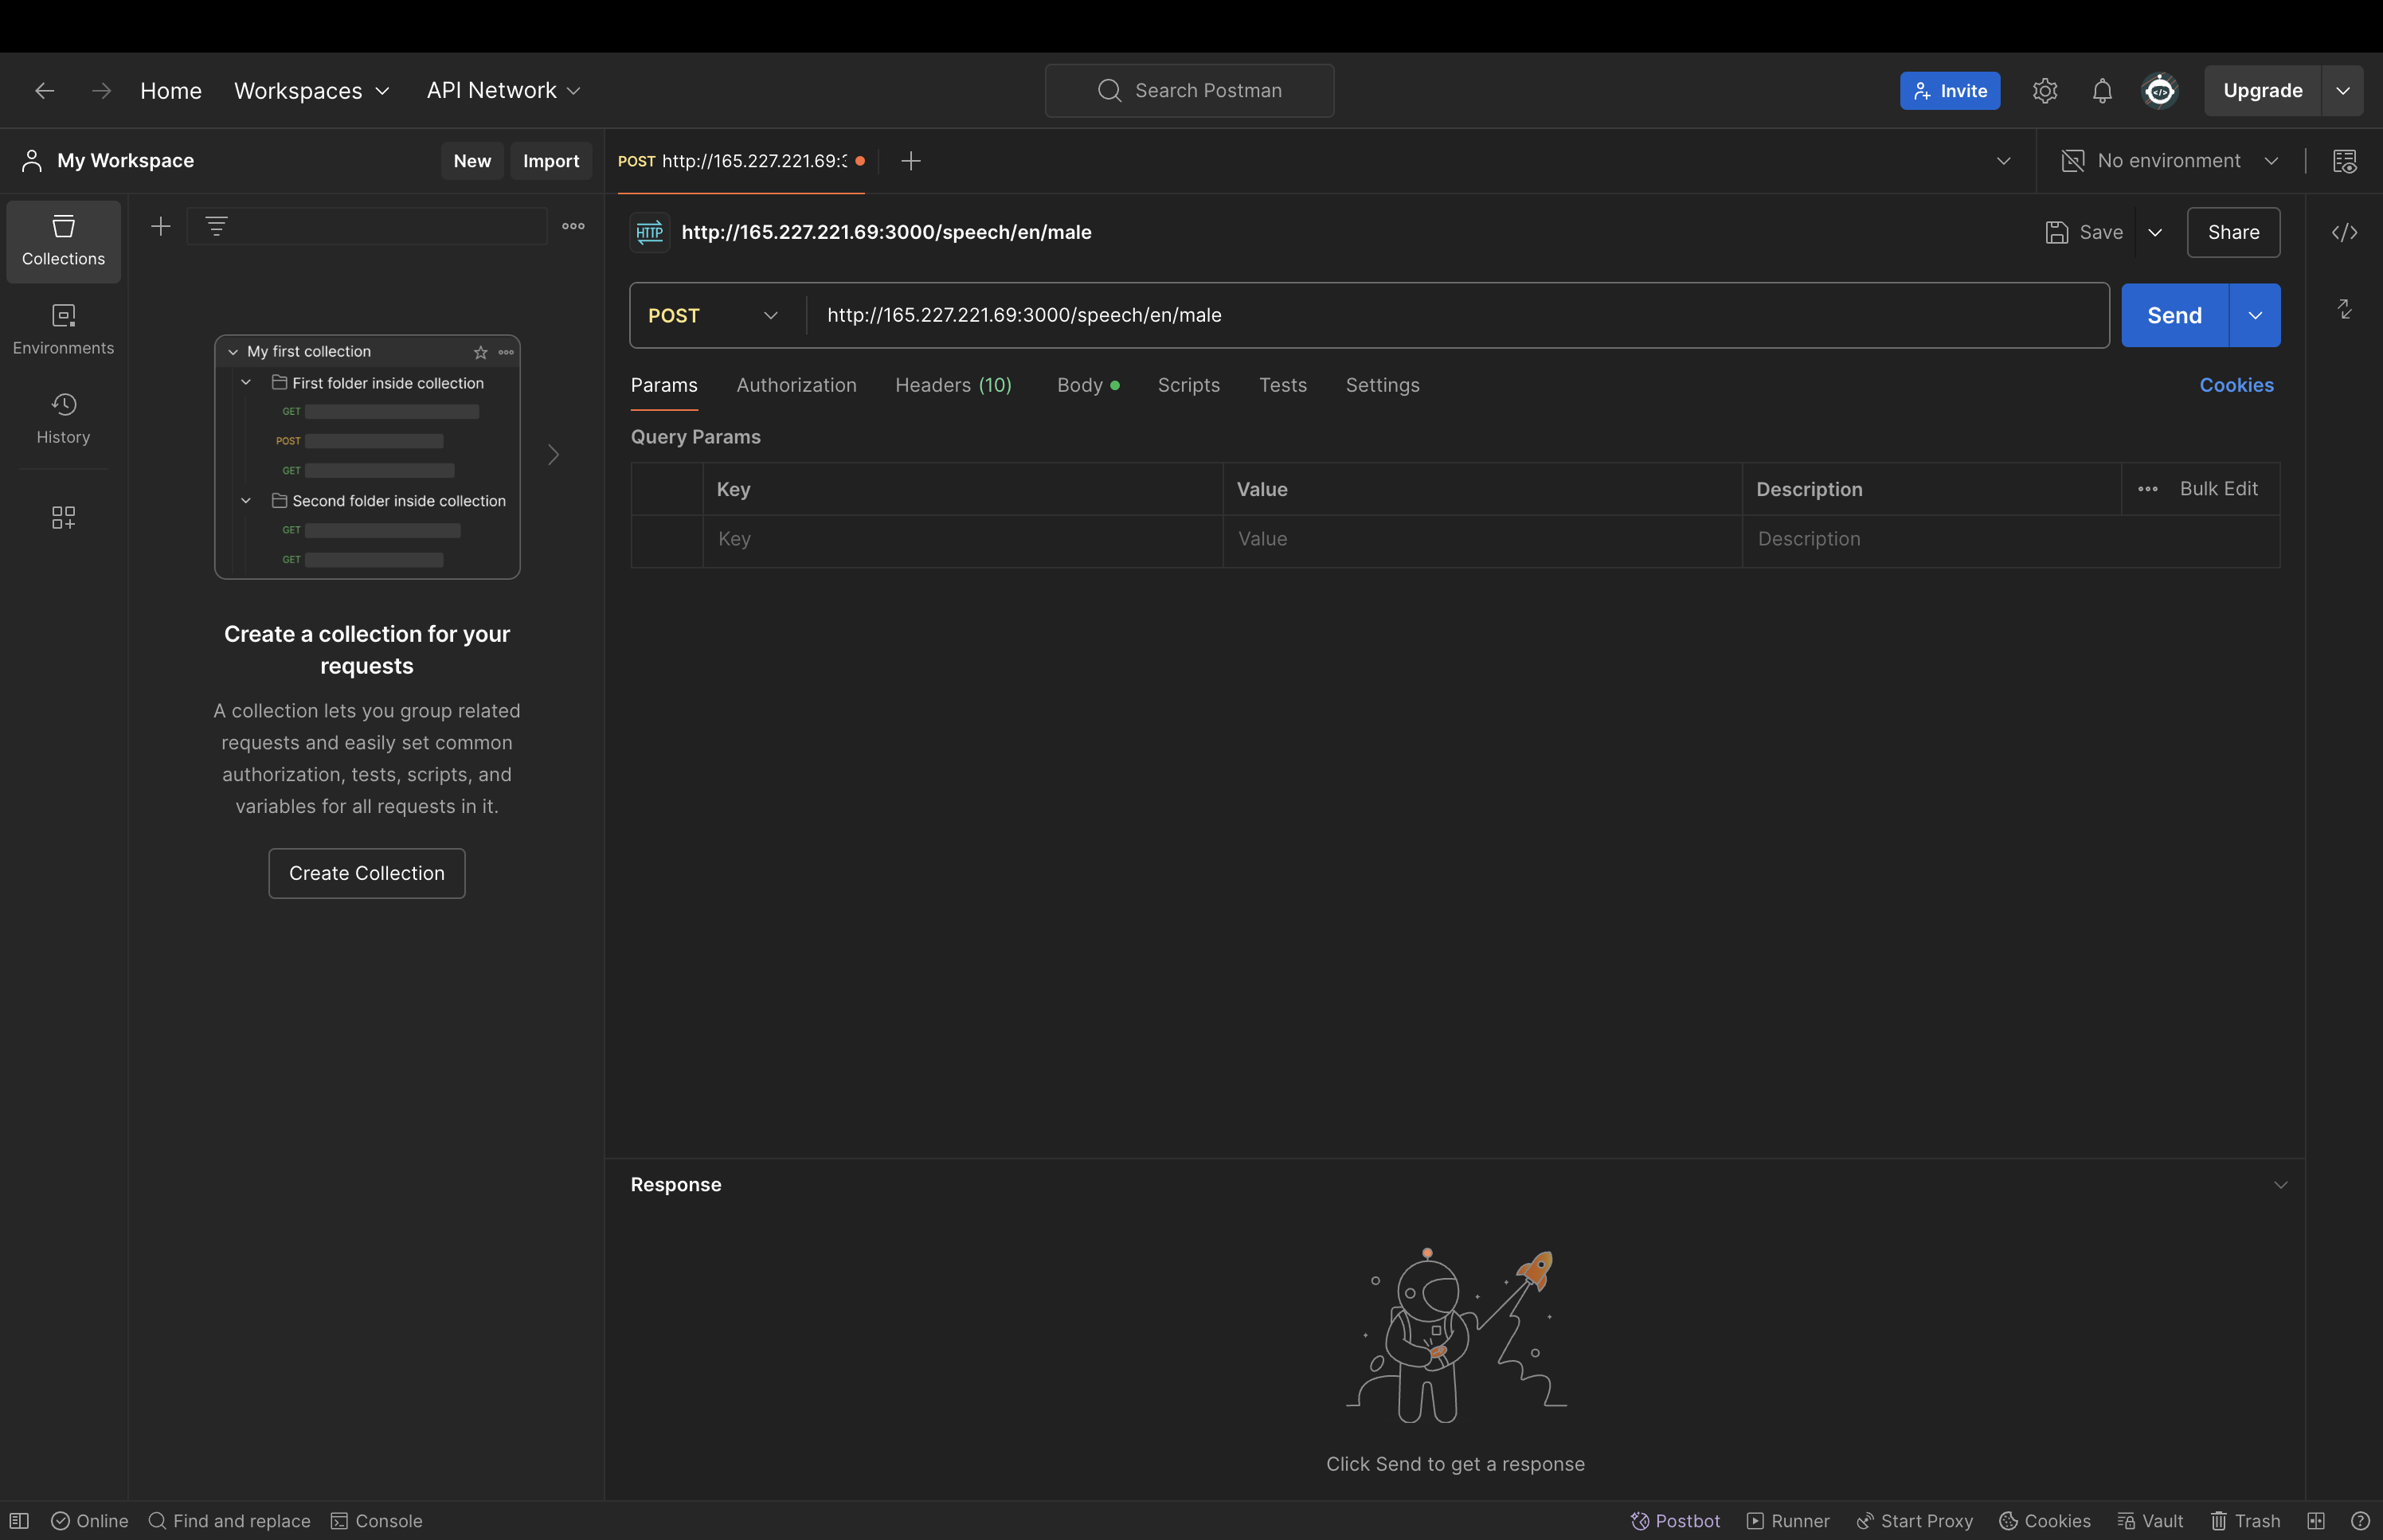 Home
Workspaces
API Network
Search Postman
Invite
Upgrade
My Workspace
New
Import
POST http://165.227.221.69:3
No environment
Collections
Environments
History
My first collection
First folder inside collection
GET
POST
GET
Second folder inside collection
GET
GET
Create a collection for your
requests
A collection lets you group related
requests and easily set common
authorization, tests, scripts, and
variables for all requests in it.
Create Collection
HTTP
http://165.227.221.69:3000/speech/en/male
Save
Share
POST
http://165.227.221.69:3000/speech/en/male
Send
Params
Authorization
Headers (10)
Body
Scripts
Tests
Settings
Cookies
Query Params
Key
Value
Description
Bulk Edit
Key
Value
Description
Response
Click Send to get a response
Online
Find and replace
Console
Postbot
Runner
Start Proxy
Cookies
Vault
Trash